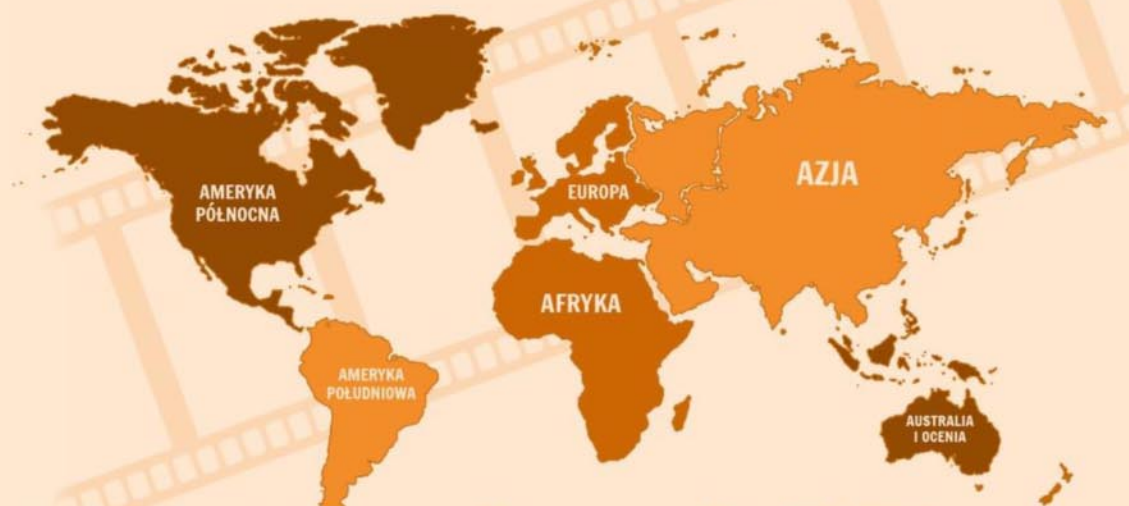 AMERYKA
PÓŁNOCNA
EUROPA
AZJA
AFRYKA
AMERYKA
POŁUDNIOWA
AUSTRALIA
I OCENIA